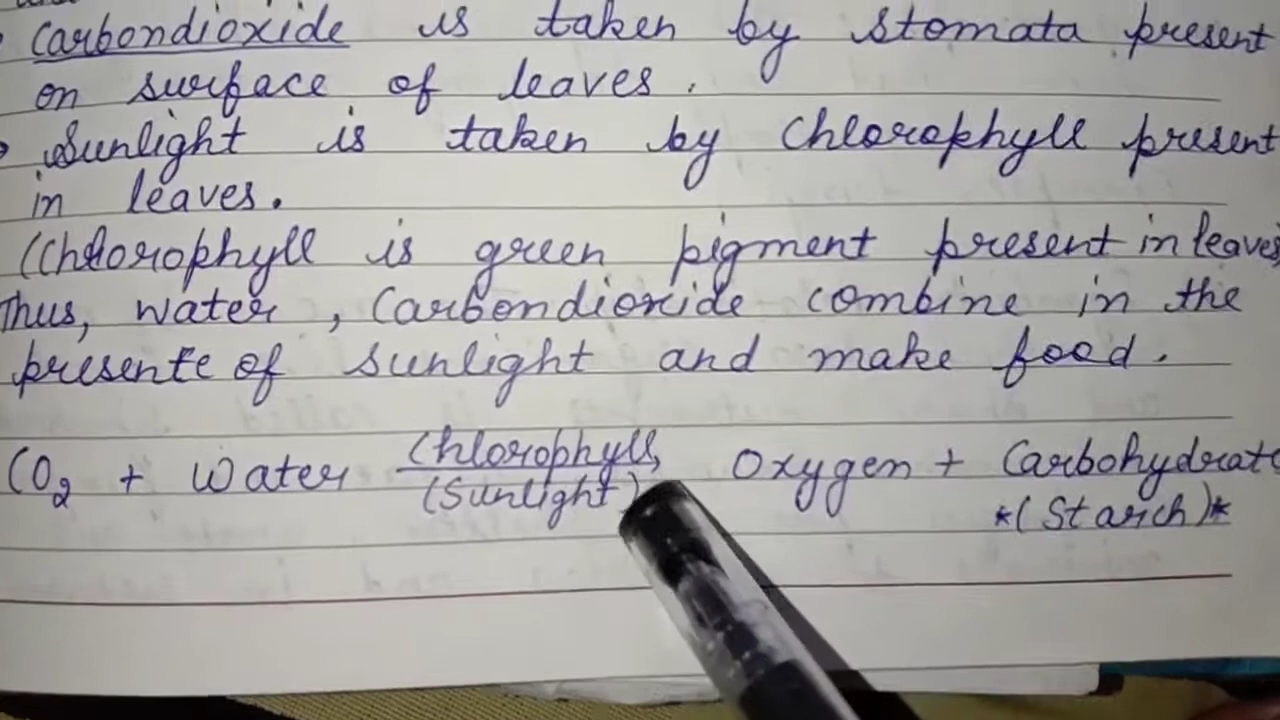 Carbondioxide is taken by stomata present
on surface of leaves.
Sunlight is taken by Chlorophyll present
in leaves.
(Chlorophyll is green pigment present in leaves
Thus, water, Carbondioxide combine in the
presente of sunlight and make food.
CO2 + Water Chlorophyll, Oxygen + Carbohydrate
(Sunlight) *(Starch)*